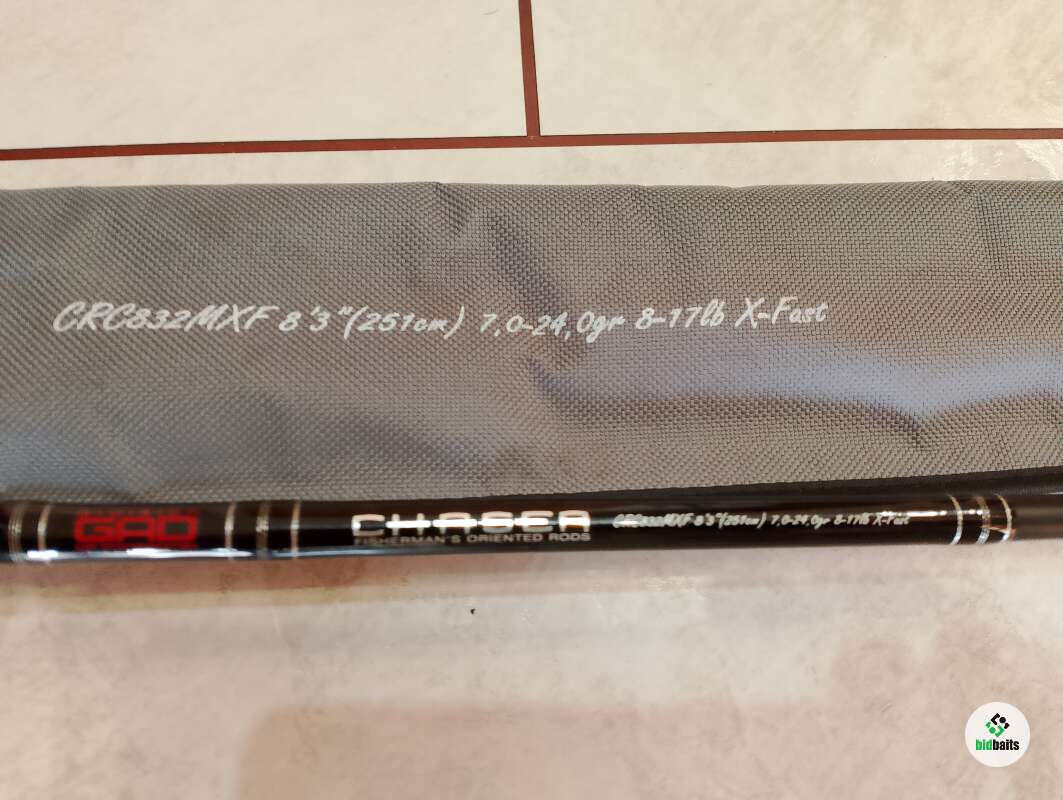 CRC832MXF 8'3"(251cm) 7.0-24,0gr 8-17lb X-Fast
GAD
CHASER
FISHERMAN'S ORIENTED RODS
CRC832MXF 8'3"(251cm) 7.0-24,0gr 8-17lb X-Fast
bidbaits